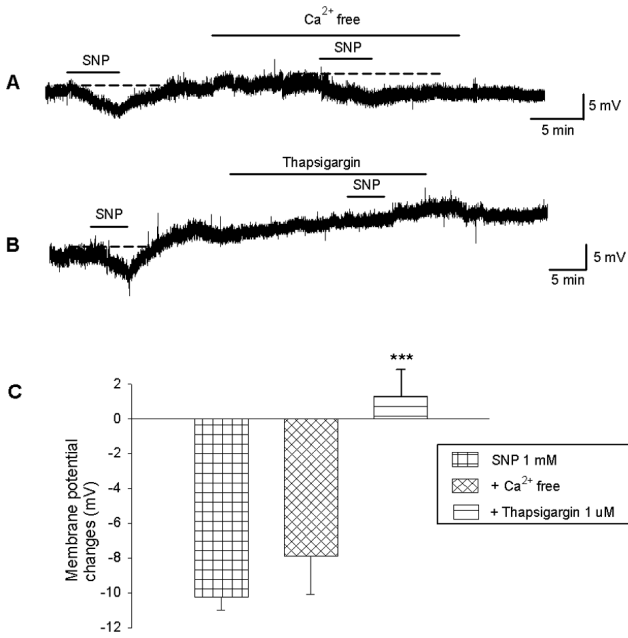 Ca²⁺ free
SNP
SNP
A
5 mV
5 min
Thapsigargin
SNP
SNP
B
5 mV
5 min
C
***
Membrane potential
changes (mV)
2
0
-2
-4
-6
-8
-10
-12
SNP 1 mM
+ Ca²⁺ free
+ Thapsigargin 1 uM